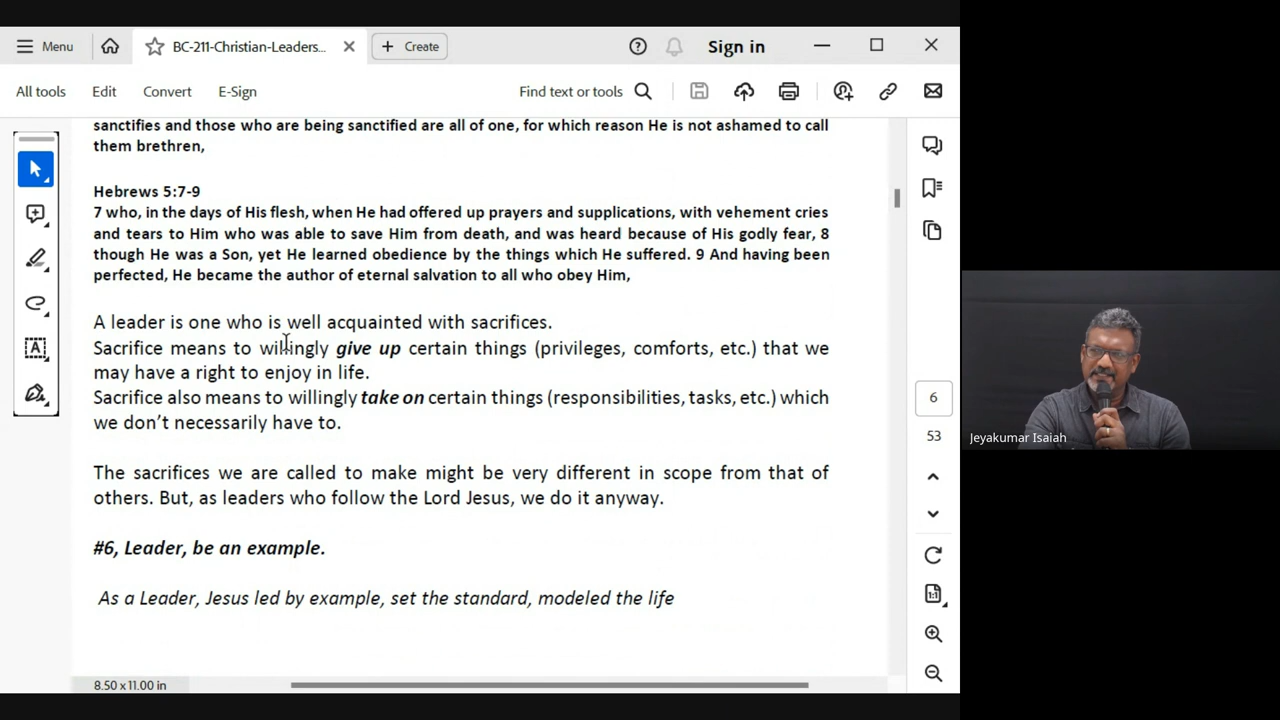 Menu
BC-211-Christian-Leaders...
Create
Sign in
All tools
Edit
Convert
E-Sign
Find text or tools
sanctifies and those who are being sanctified are all of one, for which reason He is not ashamed to call
them brethren,
Hebrews 5:7-9
7 who, in the days of His flesh, when He had offered up prayers and supplications, with vehement cries
and tears to Him who was able to save Him from death, and was heard because of His godly fear, 8
though He was a Son, yet He learned obedience by the things which He suffered. 9 And having been
perfected, He became the author of eternal salvation to all who obey Him,
A leader is one who is well acquainted with sacrifices.
Sacrifice means to willingly give up certain things (privileges, comforts, etc.) that we
may have a right to enjoy in life.
Sacrifice also means to willingly take on certain things (responsibilities, tasks, etc.) which
we don't necessarily have to.
The sacrifices we are called to make might be very different in scope from that of
others. But, as leaders who follow the Lord Jesus, we do it anyway.
#6, Leader, be an example.
As a Leader, Jesus led by example, set the standard, modeled the life
8.50 x 11.00 in
6
53
1:1
Jeyakumar Isaiah